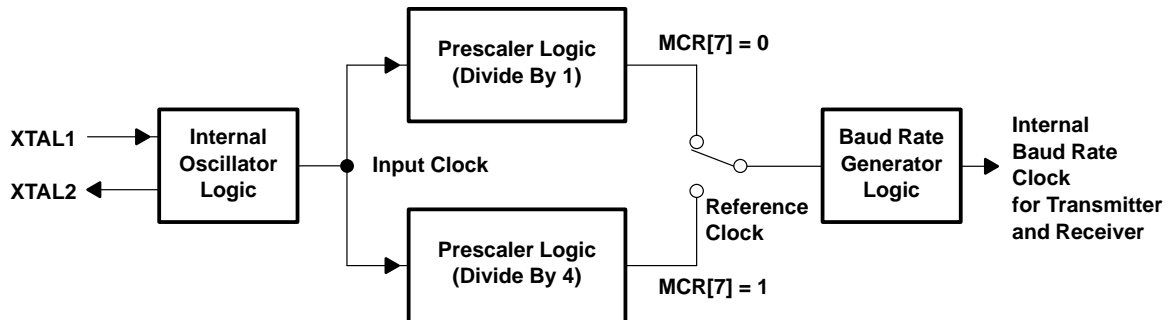 Prescaler Logic
(Divide By 1)
MCR[7] = 0
XTAL1
XTAL2
Internal
Oscillator
Logic
Input Clock
Baud Rate
Generator
Logic
Internal
Baud Rate
Clock
for Transmitter
and Receiver
Reference
Clock
Prescaler Logic
(Divide By 4)
MCR[7] = 1